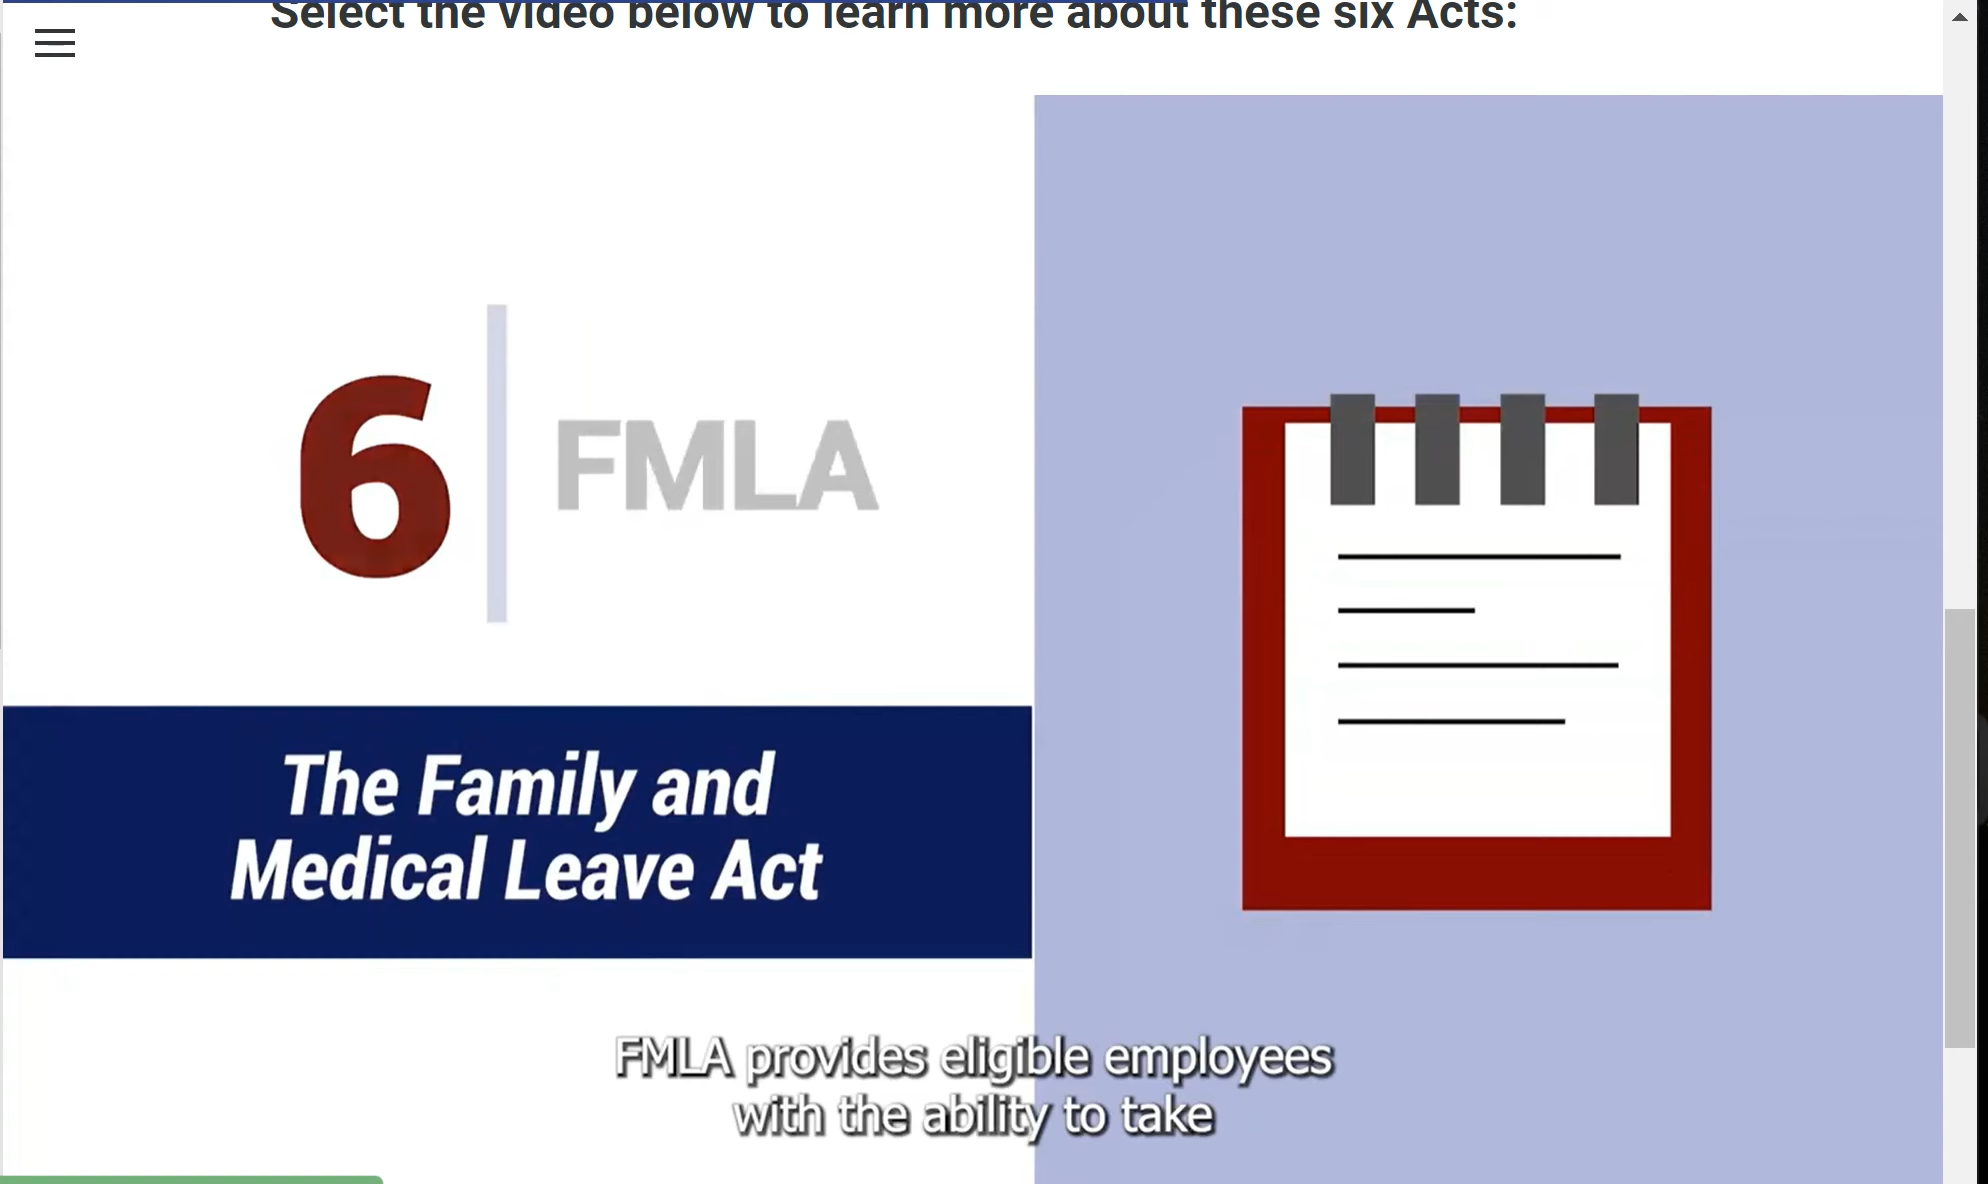 Select the video below to learn more about these six Acts:
6
FMLA
The Family and
Medical Leave Act
FMLA provides eligible employees
with the ability to take